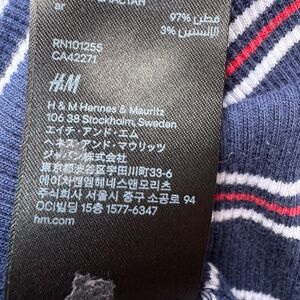 ЛАСТАН
ar
97% قطن
3% الإلستين
RN101255
CA42271
H&M
H & M Hennes & Mauritz
106 38 Stockholm, Sweden
エイチ・アンド・エム
ヘネス・アンド・マウリッツ
ジャパン株式会社
東京都渋谷区宇田川町33-6
에이치앤엠헤네스앤모리츠
주식회사 서울시 중구 소공로 94
OCI빌딩 15층 1577-6347
hm.com